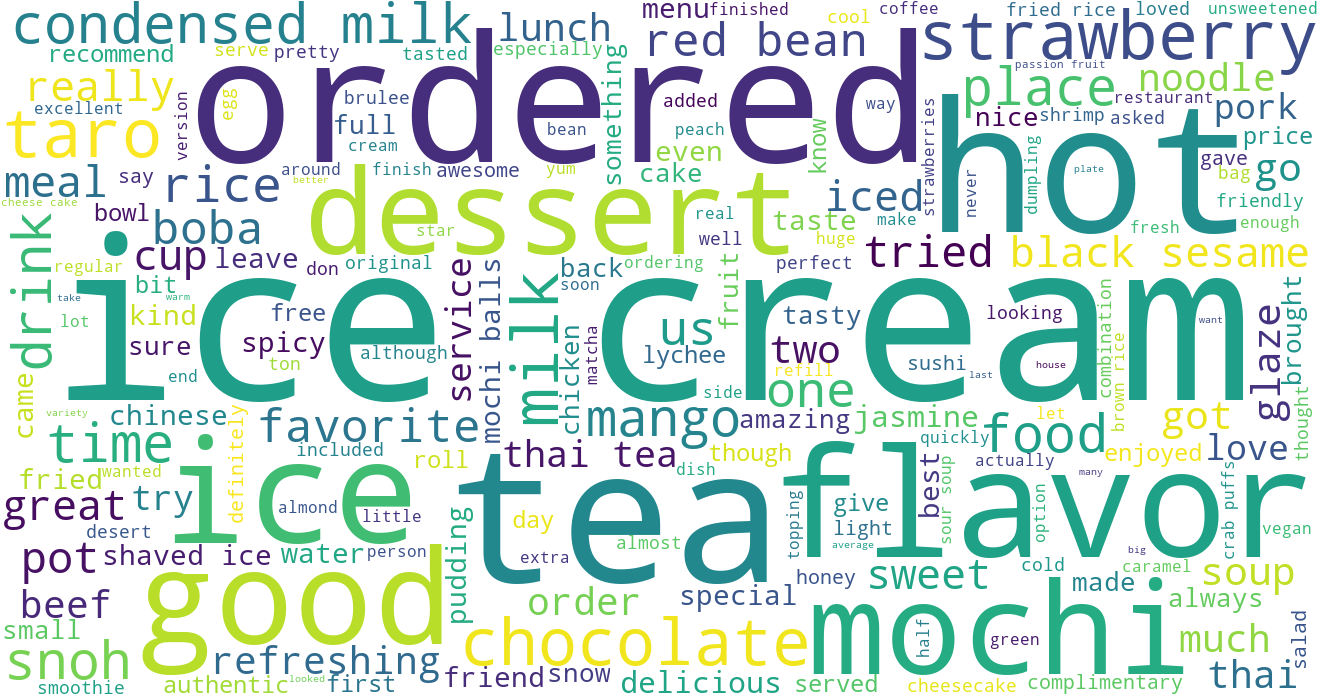 condensed milk
lunch
menu
finished
cool
coffee
fried rice
loved
unsweetened
recommend
serve
pretty
tasted
especially
red bean
strawberry
ordered
passion fruit
really
excellent
taro
version
egg
brulee
full
cream
bean
added
peach
something
way
place
noodle
restaurant
pork
nice
shrimp
asked
price
hot
know
even
cake
around
finish
awesome
yum
better
meal
say
rice
cheese cake
bowl
boba
dessert
star
real
well
taste
huge
iced
make
strawberries
never
dumpling
plate
gave
bag
go
friendly
fresh
enough
drink
cup
leave
regular
bit
don
original
service
mochi balls
milk
back
soon
ordering
fruit
perfect
tried
black sesame
take
warm
kind
lot
free
spicy
sure
although
ton
end
ice cream
us
lychee
chicken
matcha
side
tasty
two
refill
one
sushi
looking
last
house
combination
brown rice
want
glaze
brought
thought
came
variety
chinese
time
favorite
included
mango
amazing
jasmine
quickly
food
let
got
enjoyed
love
fried
wanted
definitely
roll
thai tea
though
dish
actually
many
best
sour soup
option
crab puffs
vegan
great
try
ice
almond
little
desert
tea
day
almost
extra
topping
give
light
average
flavor
big
pot
shaved ice
water
person
pudding
honey
cold
caramel
sweet
made
soup
beef
good
order
special
always
small
snoh
chocolate
mochi
half
green
much
salad
refreshing
smoothie
authentic
looked
first
friend
snow
delicious
served
cheesecake
complimentary
thai